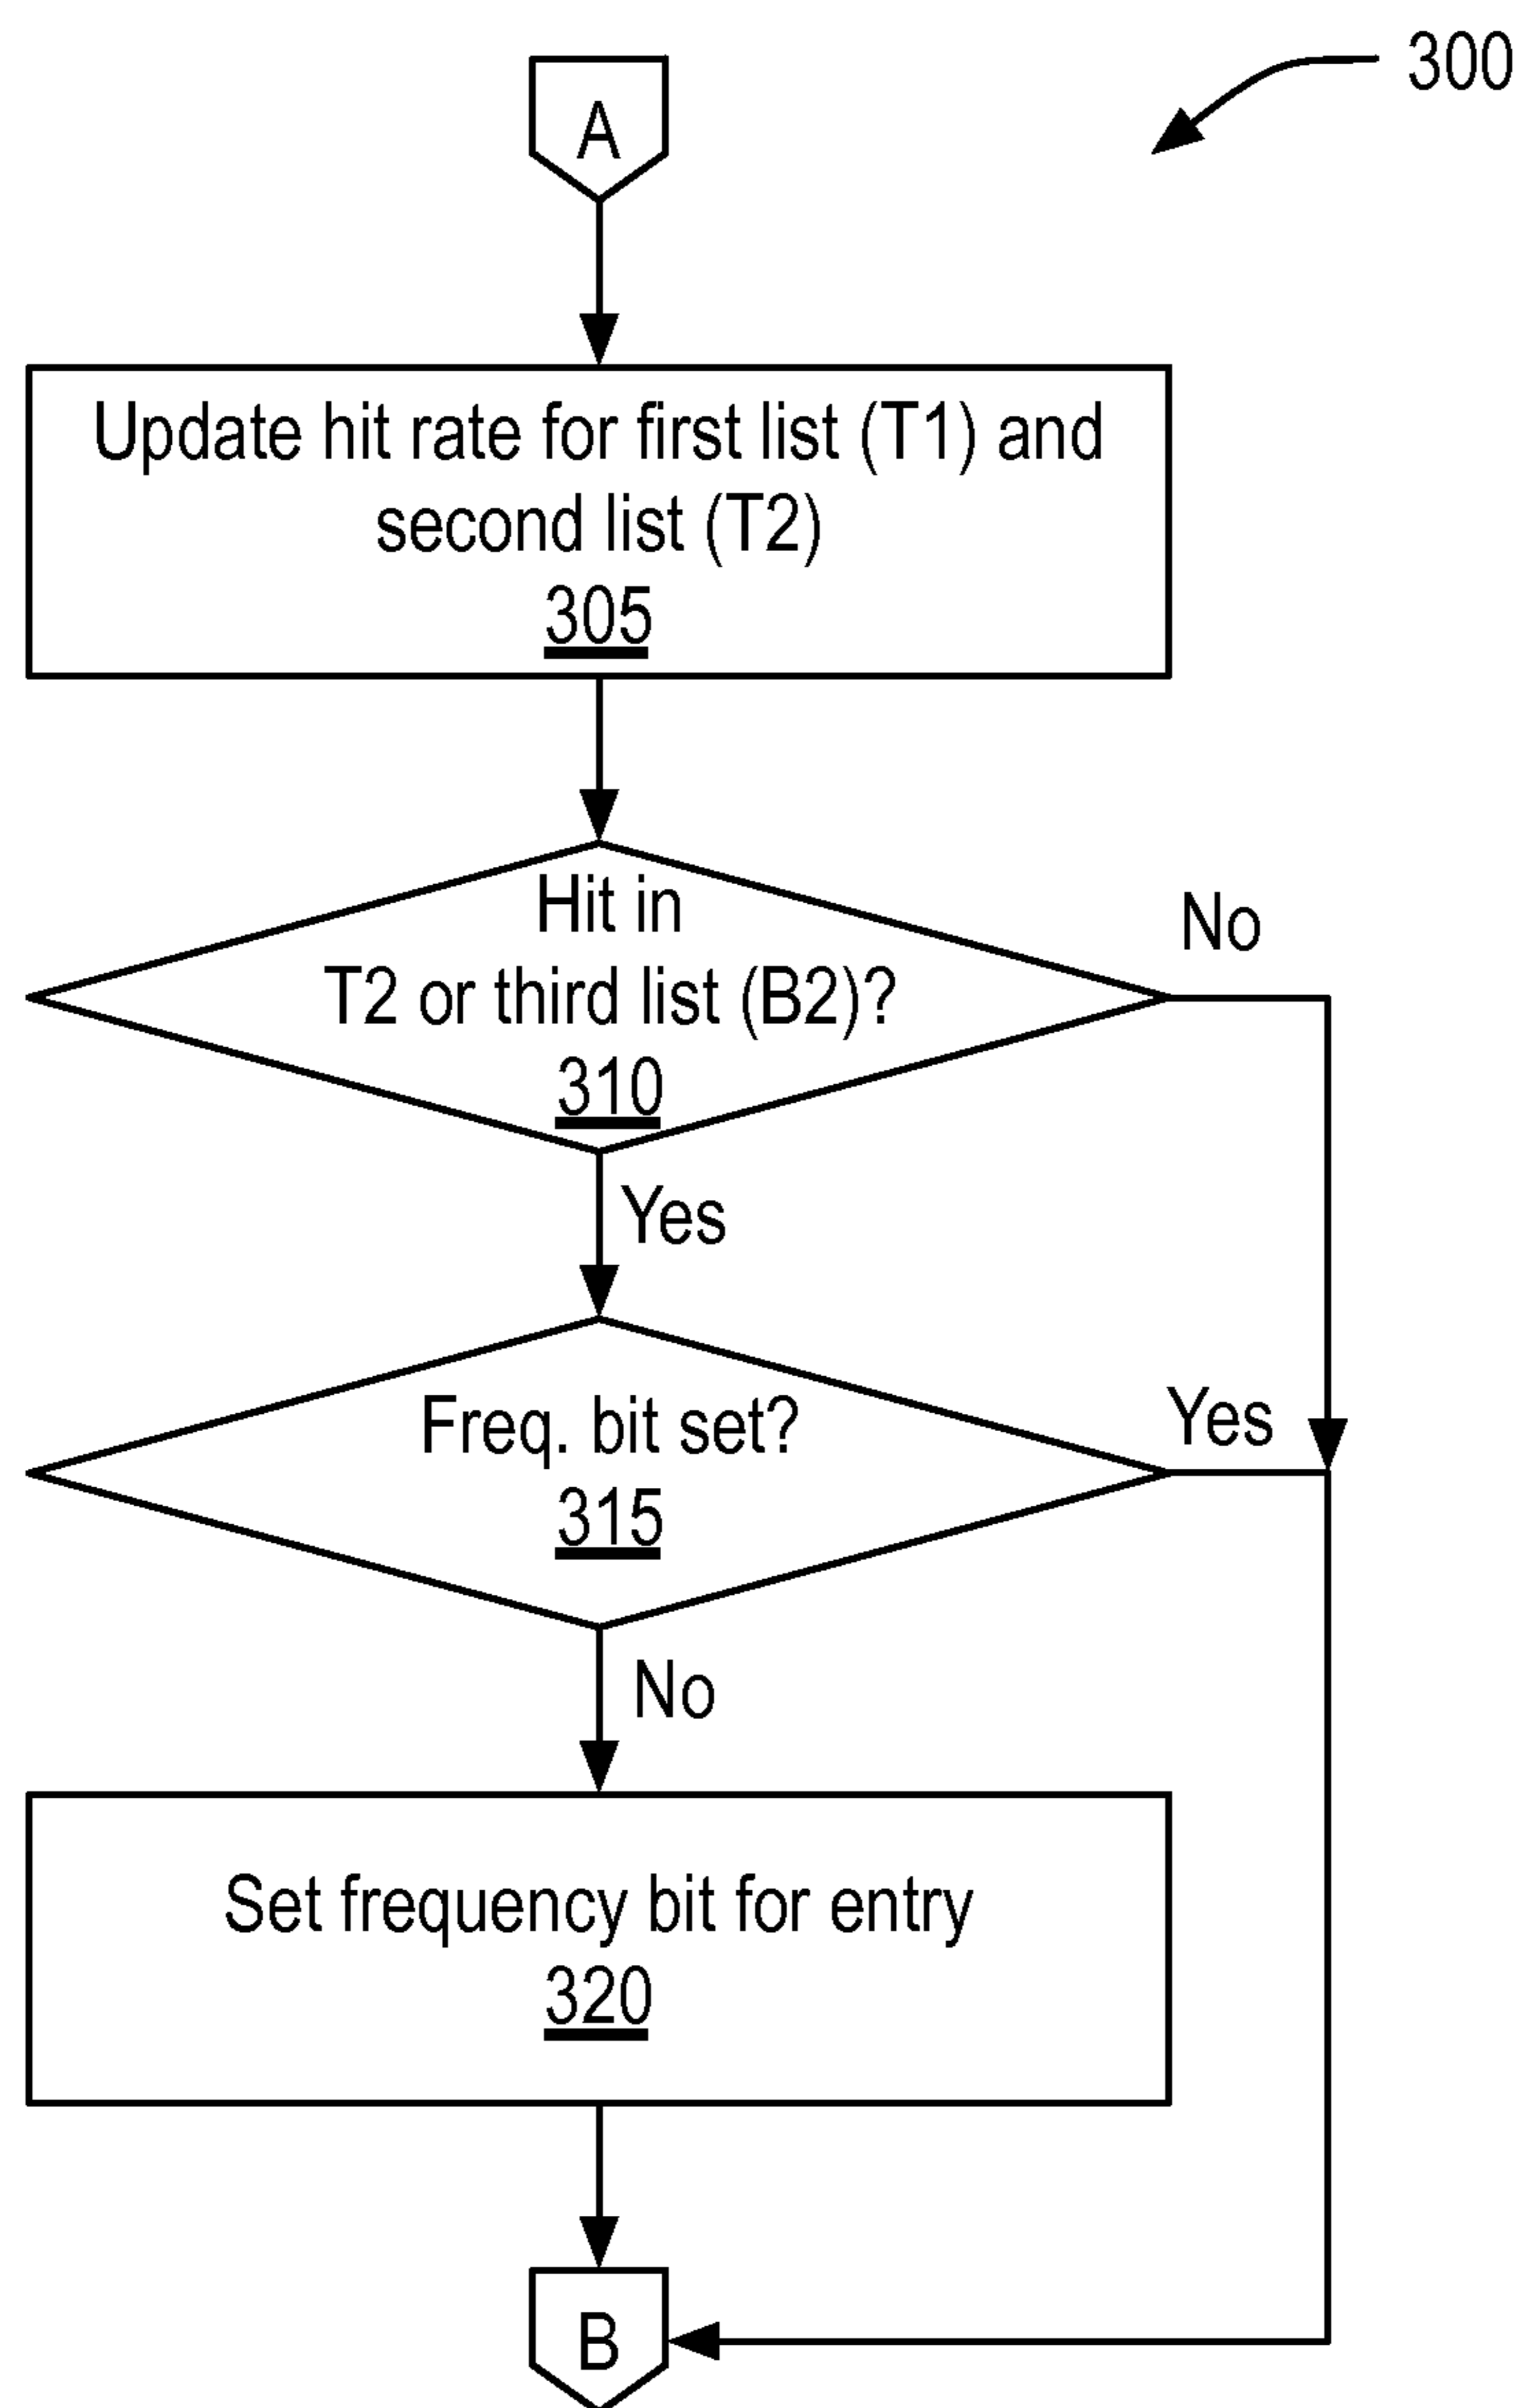 300
A
Update hit rate for first list (T1) and
second list (T2)
305
Hit in
T2 or third list (B2)?
310
No
Yes
Freq. bit set?
315
Yes
No
Set frequency bit for entry
320
B